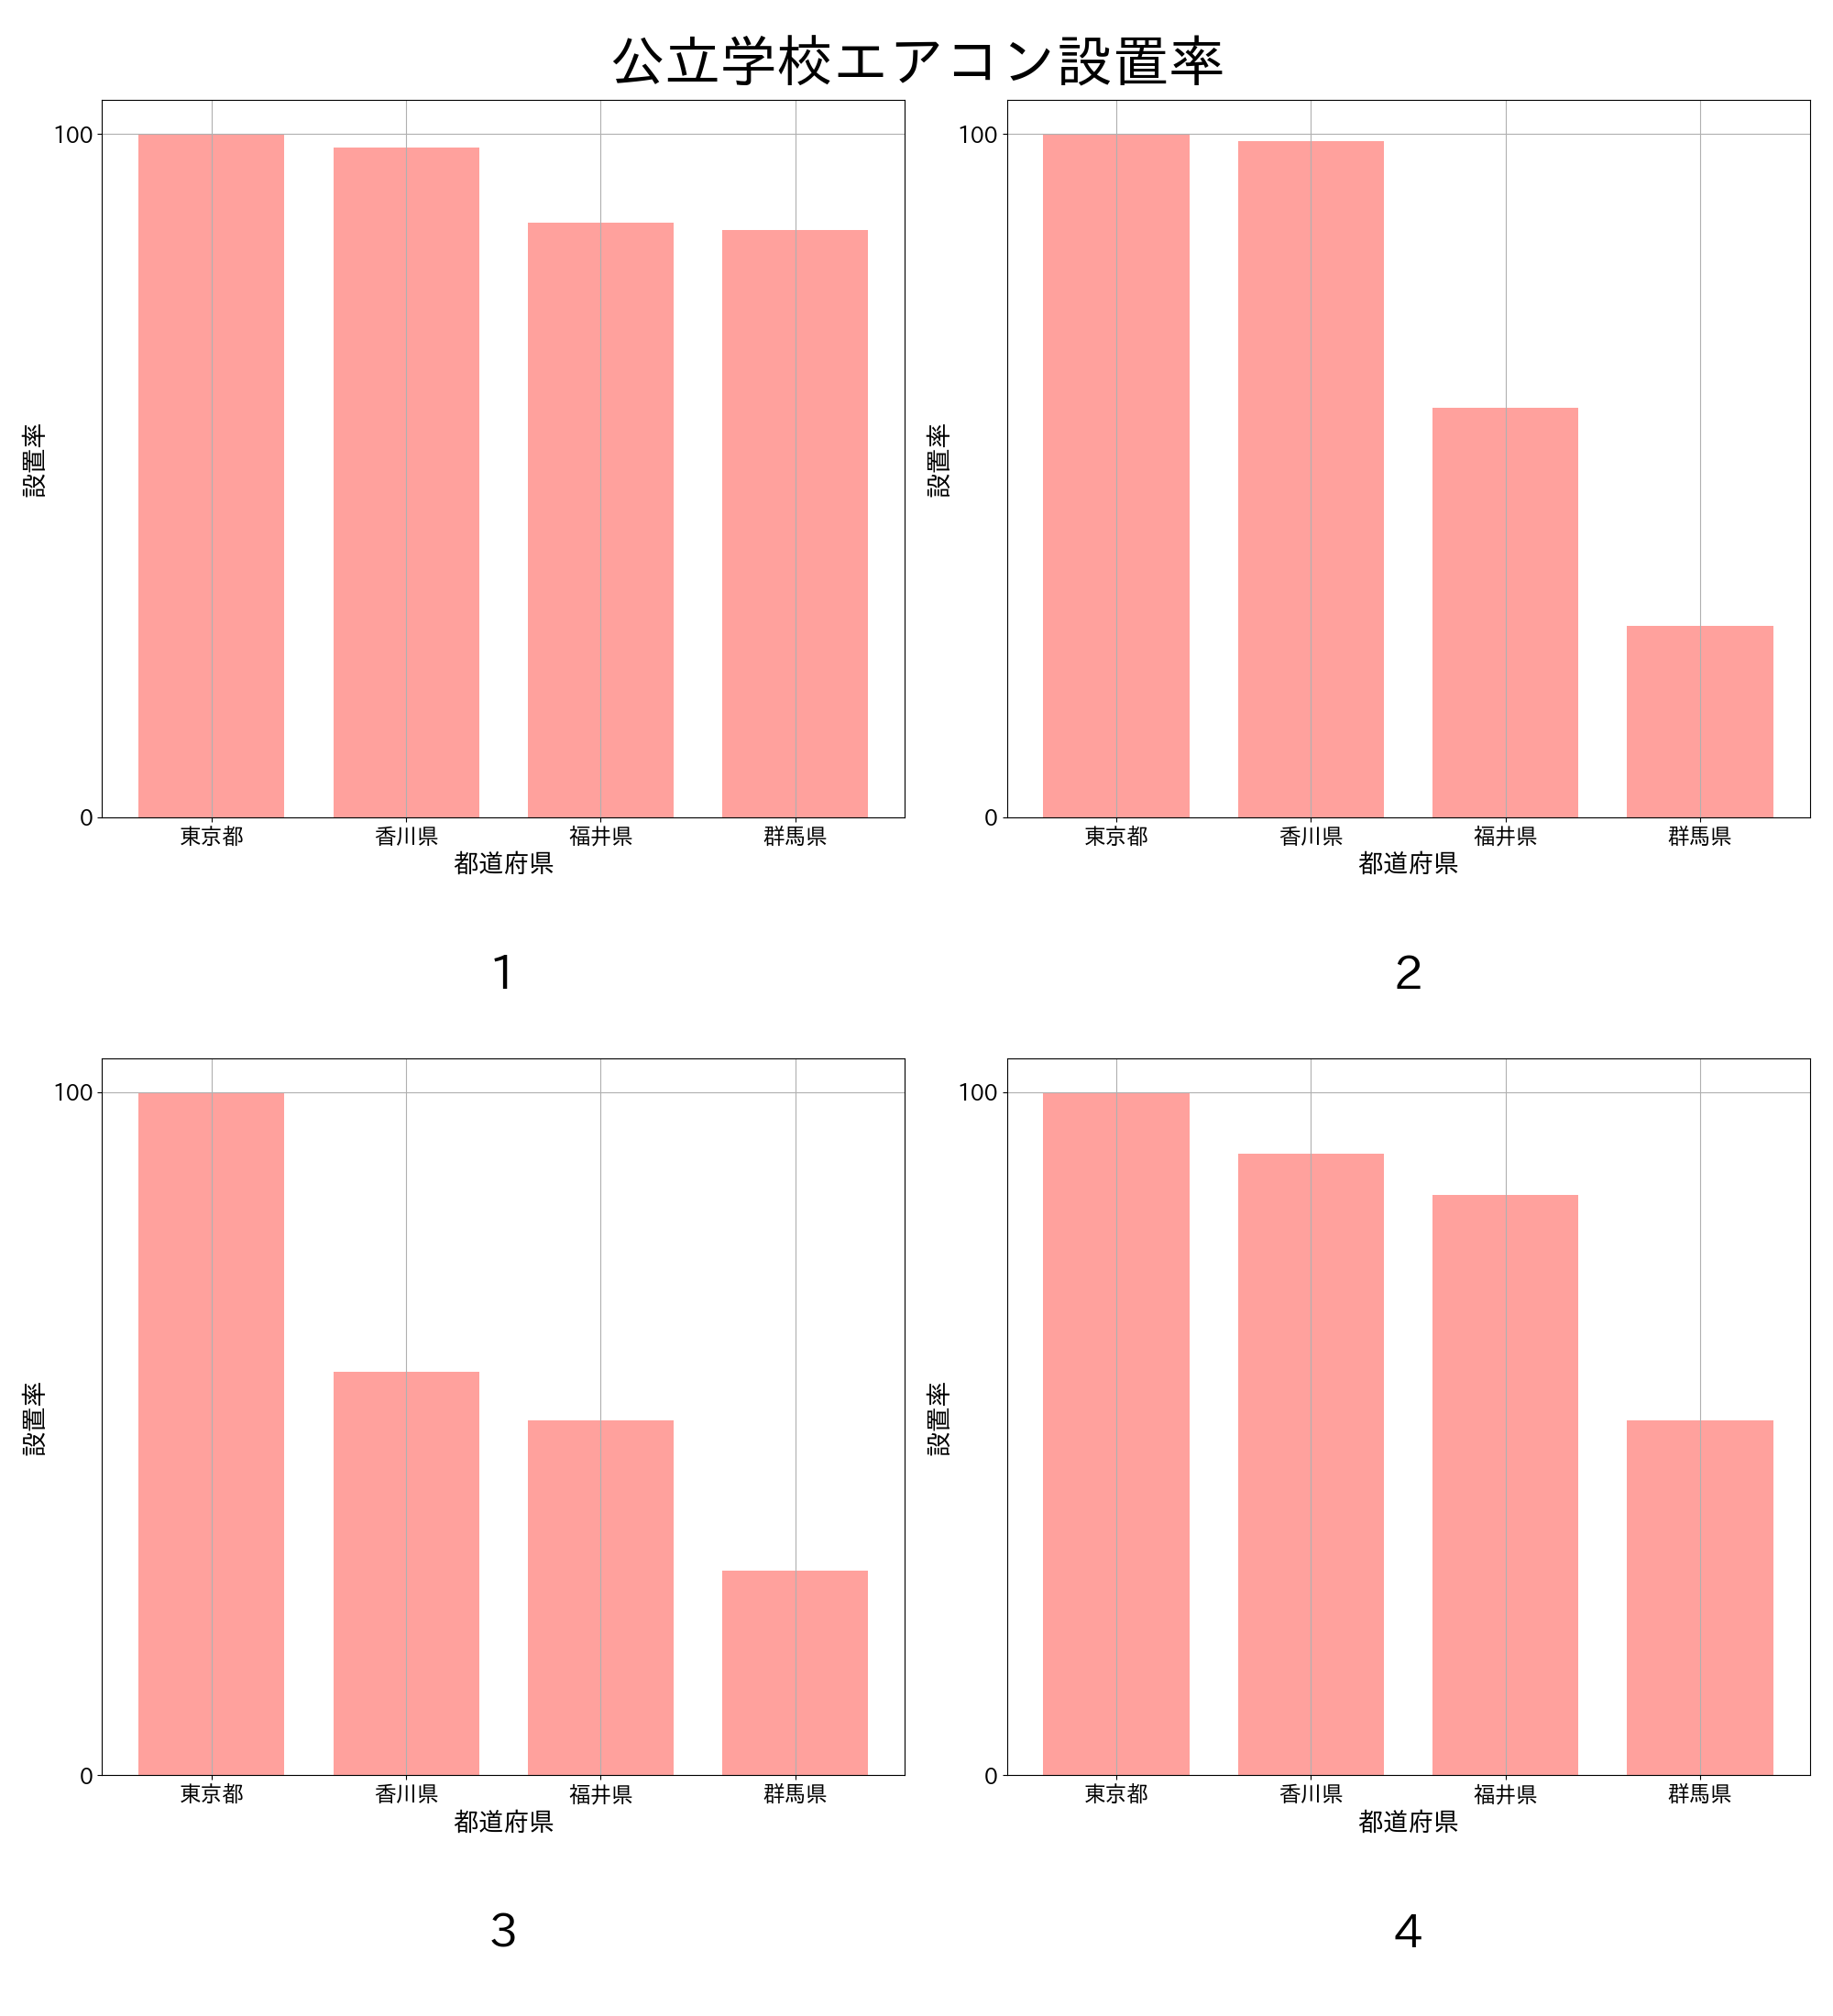 公立学校エアコン設置率
100
0
設置率
東京都 香川県 福井県 群馬県
都道府県
1
100
0
設置率
東京都 香川県 福井県 群馬県
都道府県
2
100
0
設置率
東京都 香川県 福井県 群馬県
都道府県
3
100
0
設置率
東京都 香川県 福井県 群馬県
都道府県
4